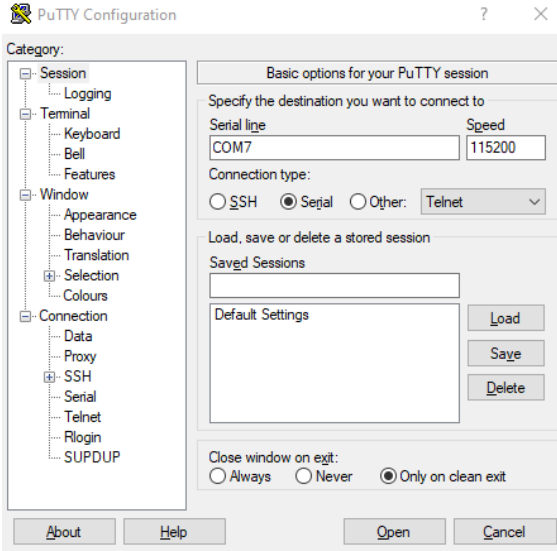 PuTTY Configuration
Category:
Session
Logging
Terminal
Keyboard
Bell
Features
Window
Appearance
Behaviour
Translation
Selection
Colours
Connection
Data
Proxy
SSH
Serial
Telnet
Rlogin
SUPDUP
Basic options for your PuTTY session
Specify the destination you want to connect to
Serial line Speed
COM7 115200
Connection type:
SSH Serial Other: Telnet
Load, save or delete a stored session
Saved Sessions
Default Settings
Load
Save
Delete
Close window on exit:
Always Never Only on clean exit
About Help Open Cancel